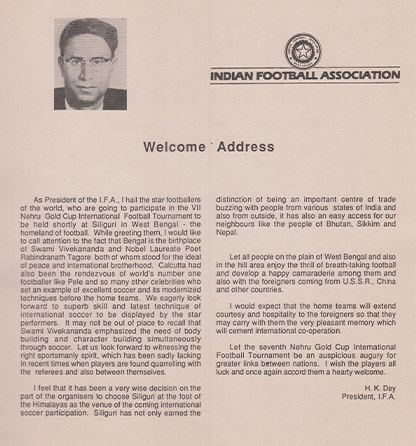 INDIAN FOOTBALL ASSOCIATION
Welcome Address
As President of the I.F.A., I hail the star footballers
of the world, who are going to participate in the VII
Nehru Gold Cup International Football Tournament to
be held shortly at Siliguri in West Bengal - the
homeland of football. While greeting them, I would like
to call attention to the fact that Bengal is the birthplace
of Swami Vivekananda and Nobel Laureate Poet
Rabindranath Tagore both of whom stood for the ideal
of peace and international brotherhood. Calcutta had
also been the rendezvous of world's number one
footballer like Pele and so many other celebrities who
set an example of excellent soccer and its modernized
techniques before the home teams. We eagerly look
forward to superb skill and latest technique of
international soccer to be displayed by the star
performers. It may not be out of place to recall that
Swami Vivekananda emphasized the need of body
building and character building simultaneously
through soccer. Let us look forward to witnessing the
right sportsmanly spirit, which has been sadly lacking
in recent times when players are found quarrelling with
the referees and also between themselves.
I feel that it has been a very wise decision on the
part of the organisers to choose Siliguri at the foot of
the Himalayas as the venue of the coming international
soccer participation. Siliguri has not only earned the
distinction of being an important centre of trade
buzzing with people from various states of India and
also from outside, it has also an easy access for our
neighbours like the people of Bhutan, Sikkim and
Nepal.
Let all people on the plain of West Bengal and also
in the hill area enjoy the thrill of breath-taking football
and develop a happy camaraderie among them and
also with the foreigners coming from U.S.S.R., China
and other countries.
I would expect that the home teams will extend
courtesy and hospitality to the foreigners so that they
may carry with them the very pleasant memory which
will cement international co-operation.
Let the seventh Nehru Gold Cup International
Football Tournament be an auspicious augury for
greater links between nations. I wish the players all
luck and once again accord them a hearty welcome.
H. K. Dey
President, I.F.A.